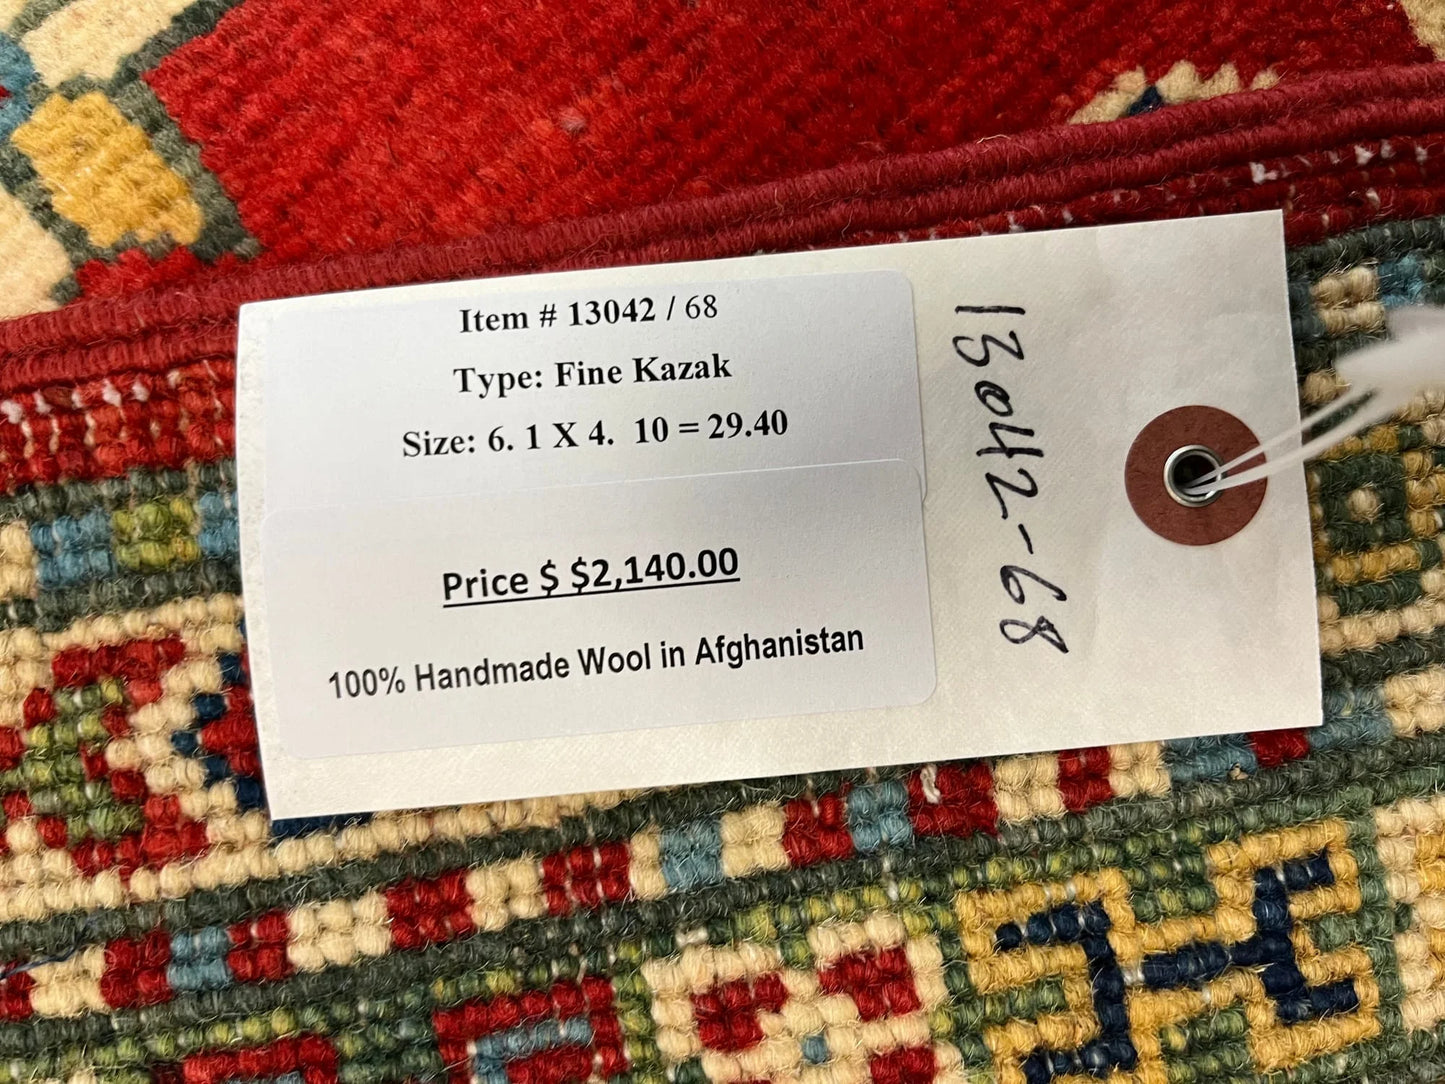 Item # 13042 / 68
Type: Fine Kazak
Size: 6. 1 X 4.  10 = 29.40
Price $ $2,140.00
100% Handmade Wool in Afghanistan
13042-68